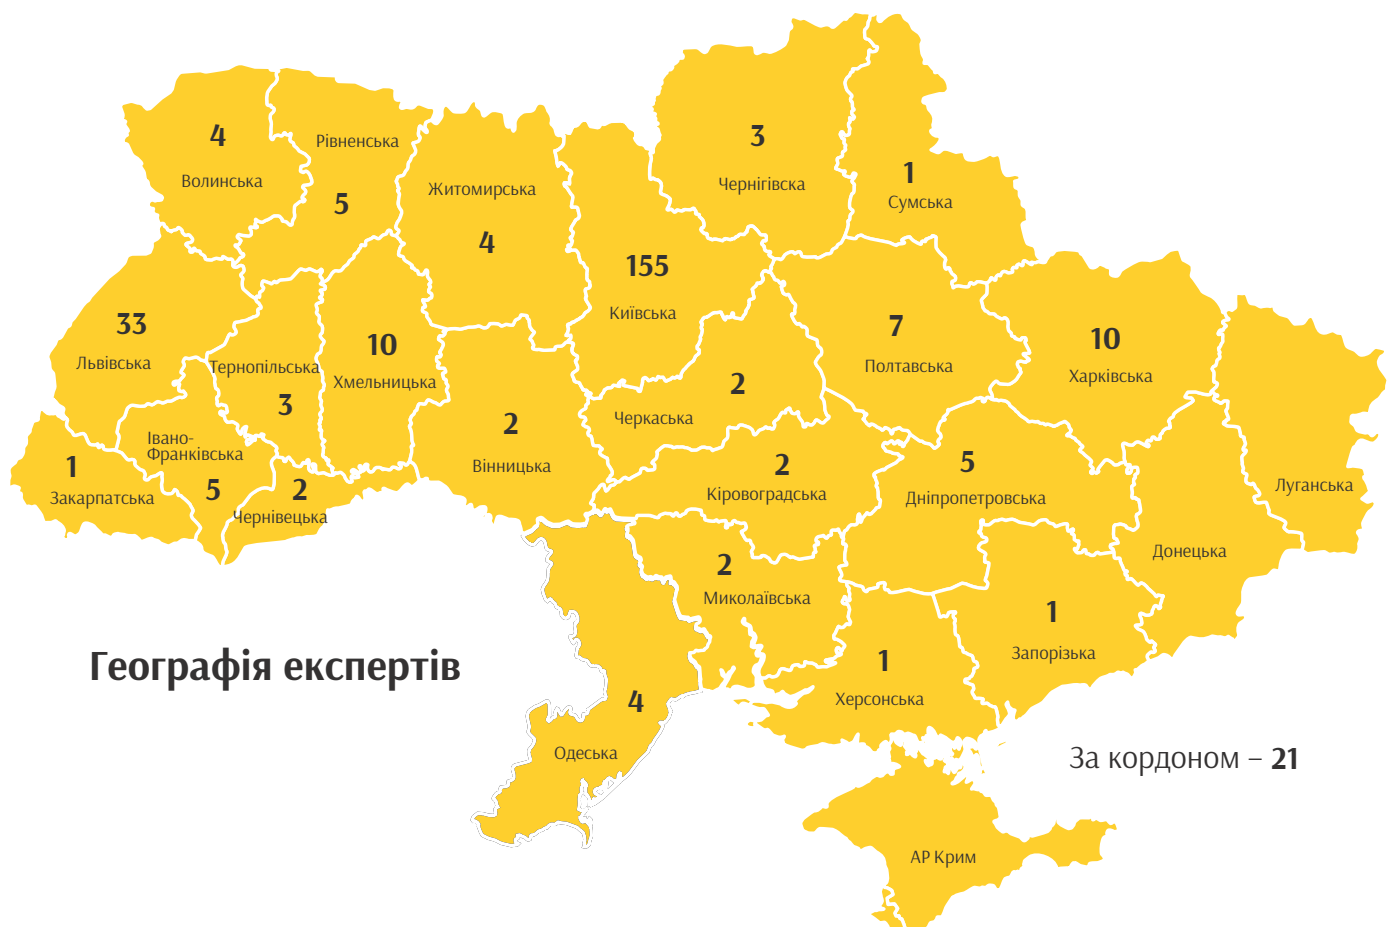 4
Волинська
Рівненська
5
Житомирська
4
155
Київська
3
Чернігівска
1
Сумська
33
Львівська
Тернопільська
3
10
Хмельницька
2
Вінницька
2
Черкаська
7
Полтавська
10
Харківська
Луганська
1
Закарпатська
Івано-
Франківська
5
2
Чернівецька
2
Кіровоградська
5
Дніпропетровська
Донецька
2
Миколаївська
1
Запорізька
1
Херсонська
Географія експертів
4
Одеська
За кордоном – 21
АР Крим